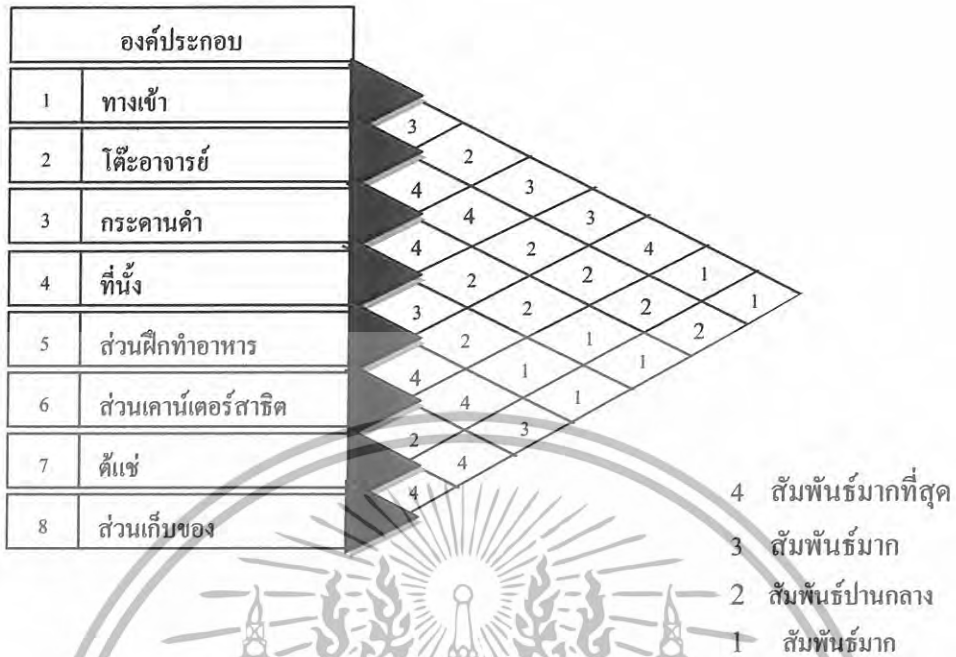 องค์ประกอบ
1 ทางเข้า
3
2
2 โต๊ะอาจารย์
4 3
4 3
3 กระดานดำ
4 2 4
2 2 1
4 ที่นั้ง
3 2 2 1
2 1 2
5 ส่วนฝึกทำอาหาร
4 1 1
4 1
6 ส่วนเคาน์เตอร์สาธิต
2 3
4
7 ต้แช่
4
8 ส่วนเก็บของ
4 สัมพันธ์มากที่สุด
3 สัมพันธ์มาก
2 สัมพันธ์ปานกลาง
1 สัมพันธ์มาก